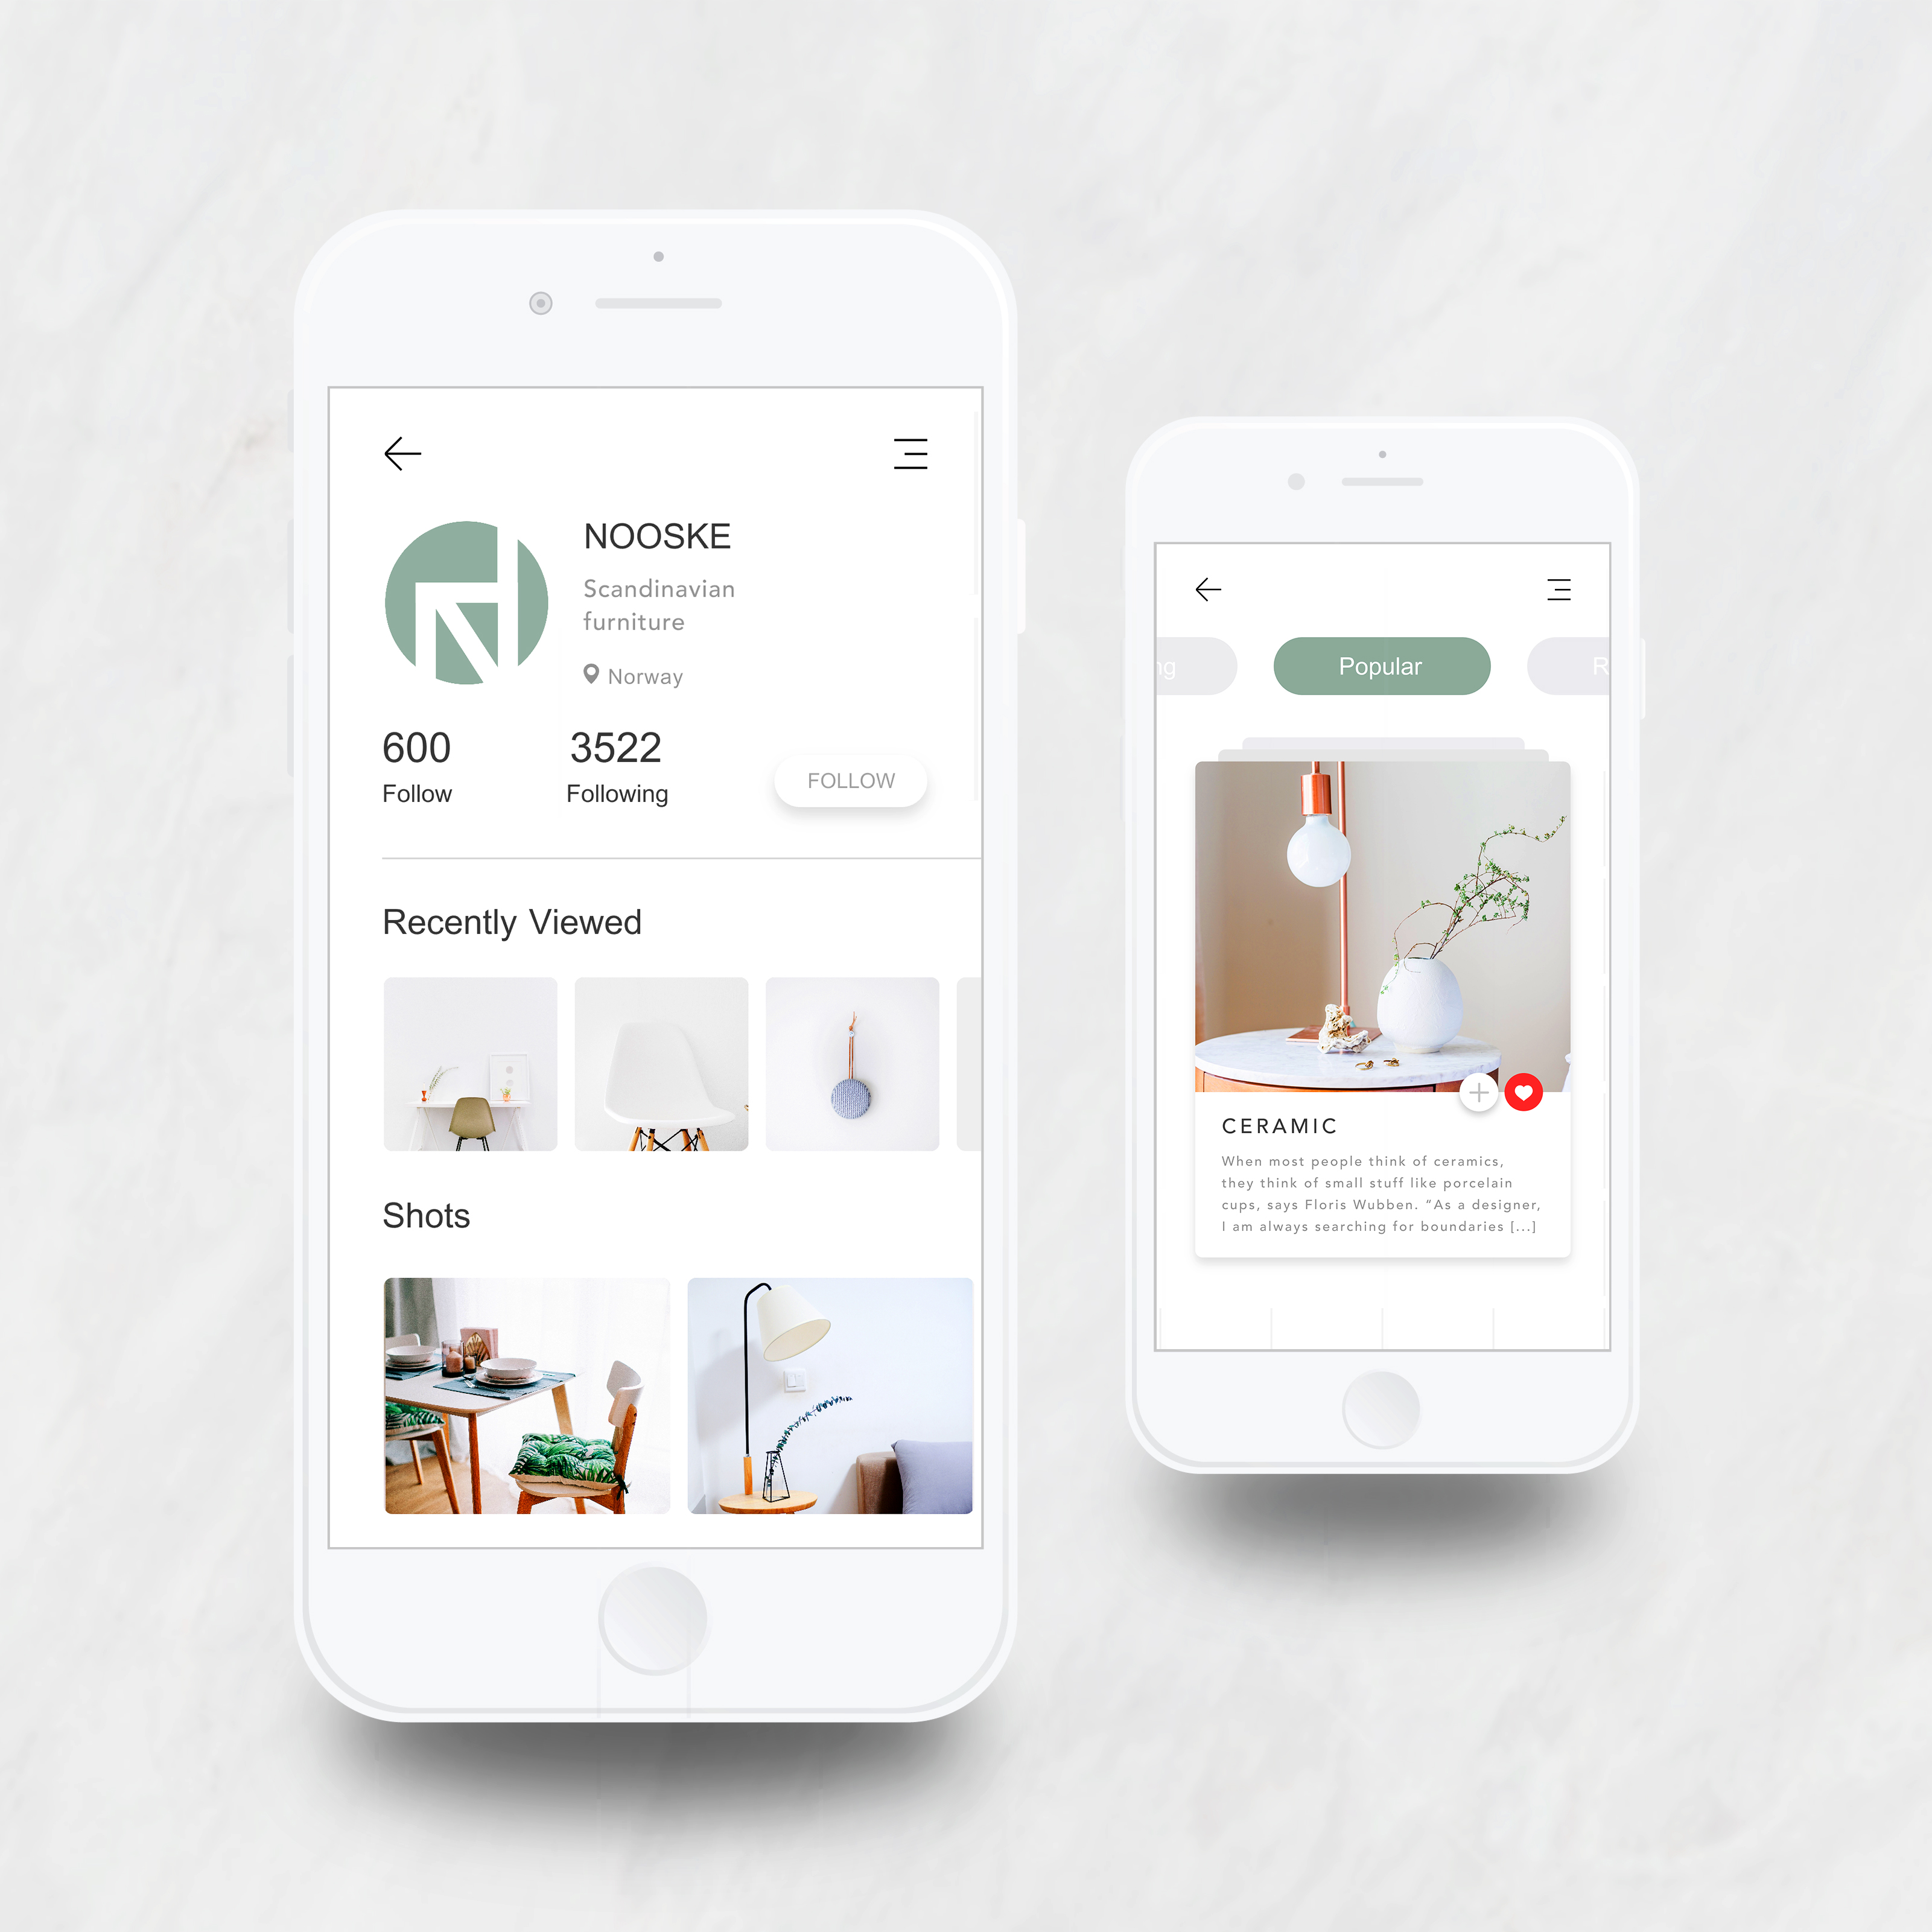 NOOSKE
Scandinavian
furniture
Norway
600
Follow
3522
Following
FOLLOW
Recently Viewed
Shots
Popular
CERAMIC
When most people think of ceramics,
they think of small stuff like porcelain
cups, says Floris Wubben. “As a designer,
I am always searching for boundaries [...]